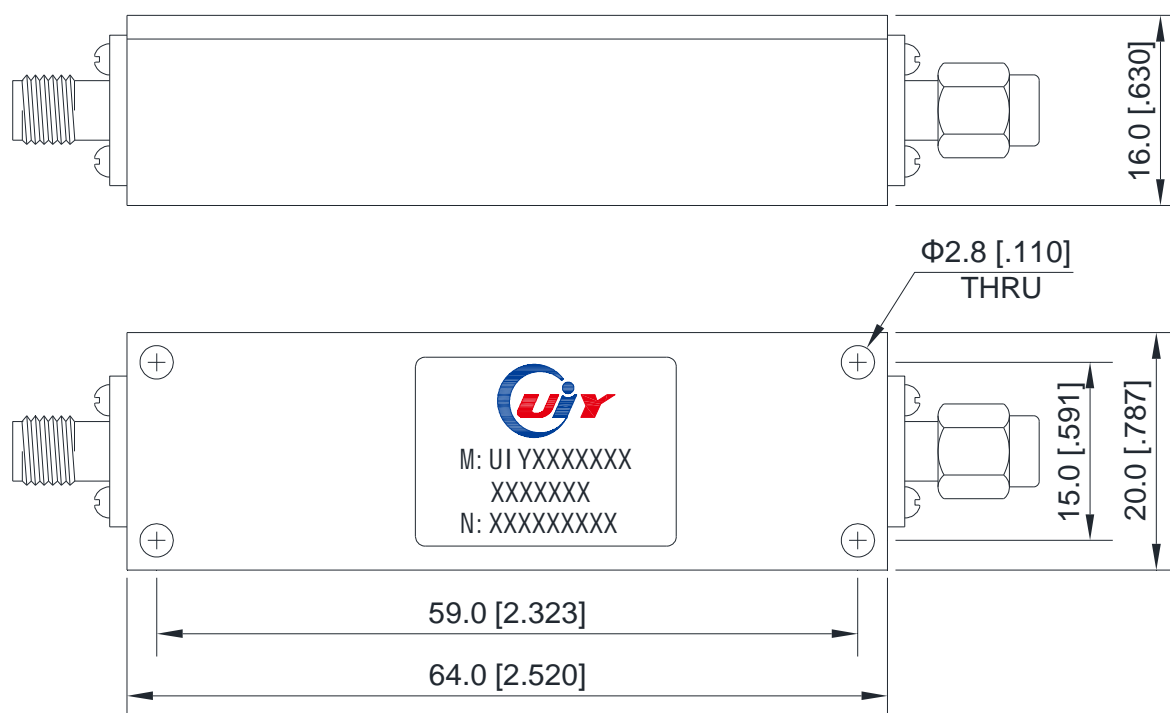 16.0 [.630]
Φ2.8 [.110]
THRU
UiY
M: UIYXXXXXXX
XXXXXXX
N: XXXXXXXXX
15.0 [.591]
20.0 [.787]
59.0 [2.323]
64.0 [2.520]